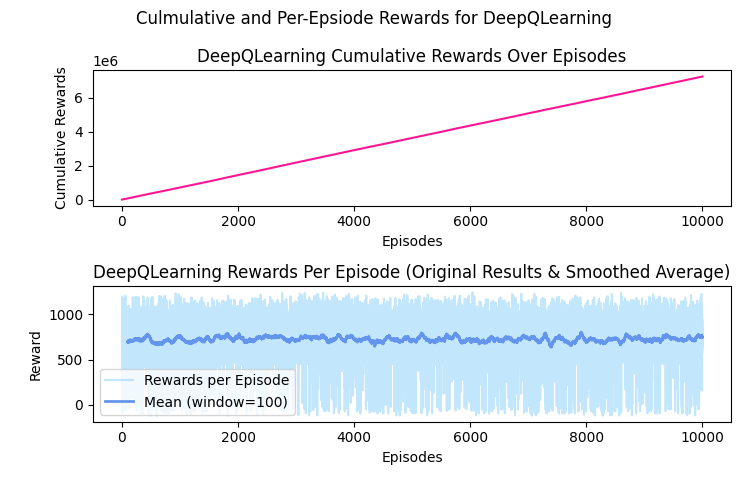 Culmulative and Per-Epsiode Rewards for DeepQLearning
DeepQLearning Cumulative Rewards Over Episodes
1e6
Cumulative Rewards
6
4
2
0
0 2000 4000 6000 8000 10000
Episodes
DeepQLearning Rewards Per Episode (Original Results & Smoothed Average)
Reward
1000
500
0
Rewards per Episode
Mean (window=100)
0 2000 4000 6000 8000 10000
Episodes